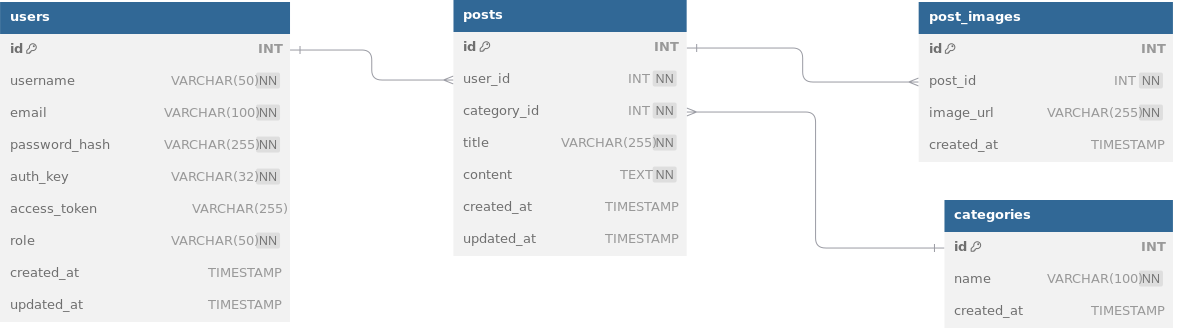 users
id INT
username VARCHAR(50) NN
email VARCHAR(100) NN
password_hash VARCHAR(255) NN
auth_key VARCHAR(32) NN
access_token VARCHAR(255)
role VARCHAR(50) NN
created_at TIMESTAMP
updated_at TIMESTAMP
posts
id INT
user_id INT NN
category_id INT NN
title VARCHAR(255) NN
content TEXT NN
created_at TIMESTAMP
updated_at TIMESTAMP
post_images
id INT
post_id INT NN
image_url VARCHAR(255) NN
created_at TIMESTAMP
categories
id INT
name VARCHAR(100) NN
created_at TIMESTAMP